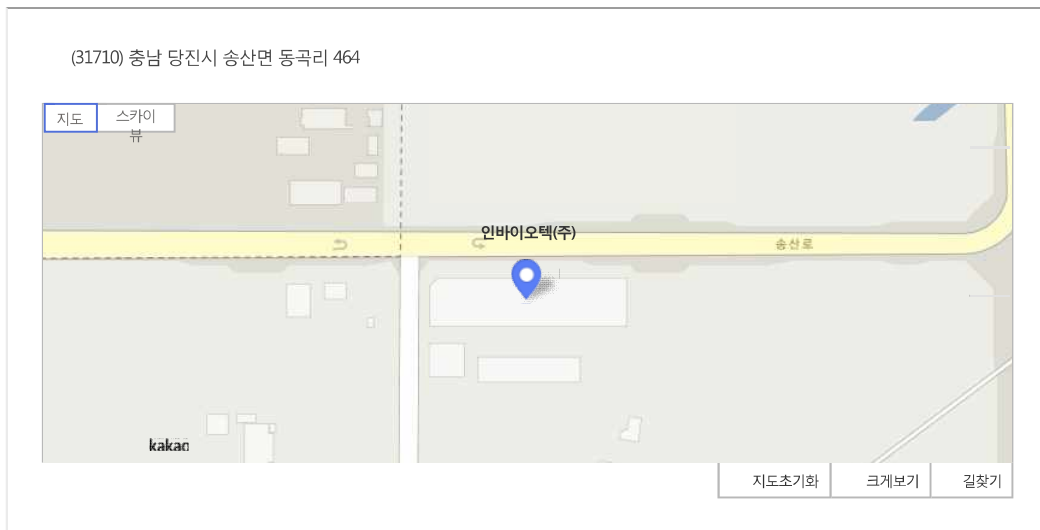 (31710) 충남 당진시 송산면 동곡리 464
지도
스카이
뷰
인바이오텍(주)
송산로
kakao
지도초기화
크게보기
길찾기